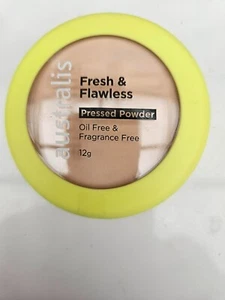 australis
Fresh &
Flawless
Pressed Powder
Oil Free &
Fragrance Free
12g